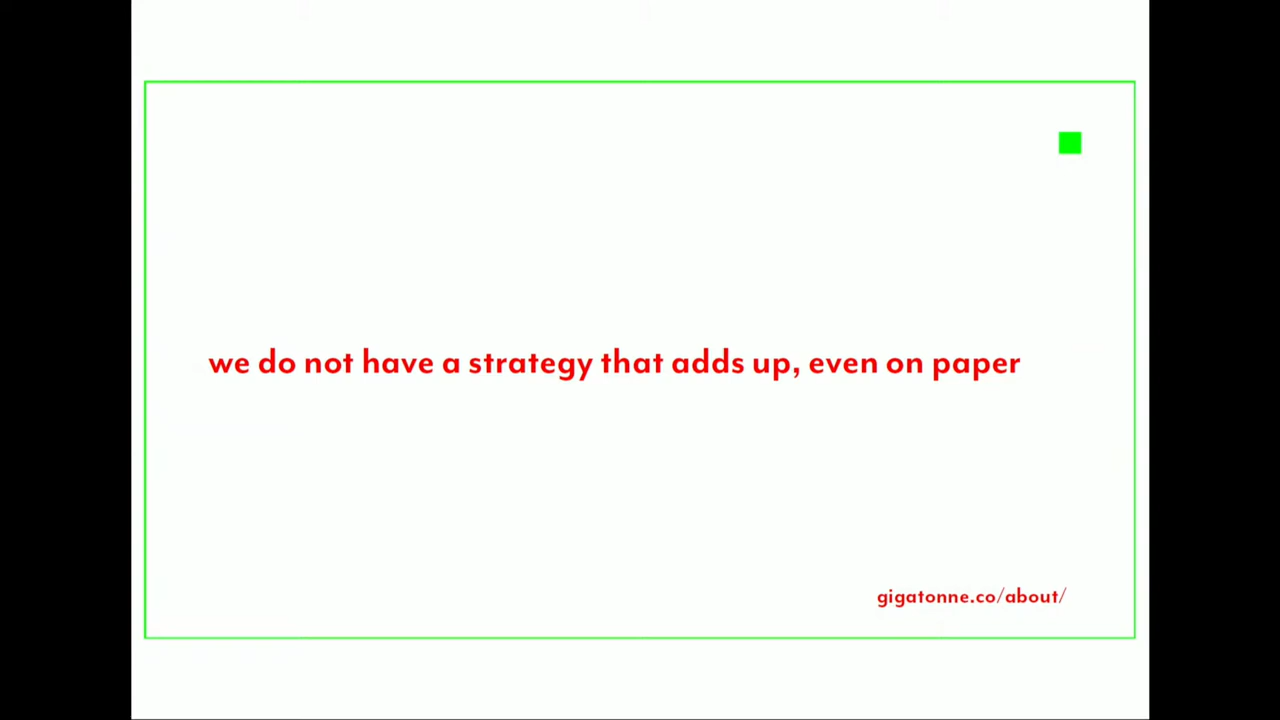 we do not have a strategy that adds up, even on paper
gigatonne.co/about/